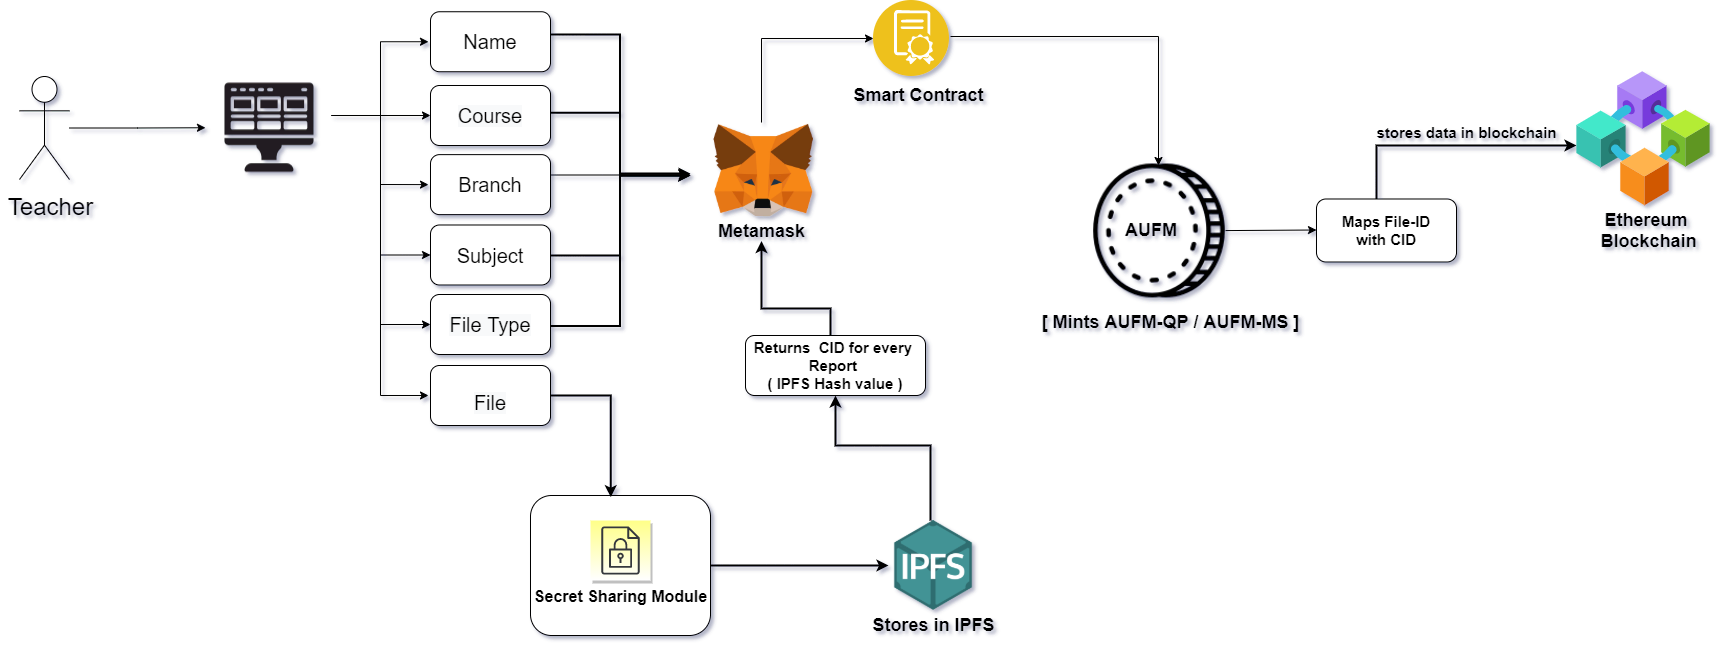 Teacher
Name
Course
Branch
Subject
File Type
File
Secret Sharing Module
IPFS
Stores in IPFS
Returns CID for every
Report
( IPFS Hash value )
Metamask
Smart Contract
AUFM
[ Mints AUFM-QP / AUFM-MS ]
Maps File-ID
with CID
stores data in blockchain
Ethereum
Blockchain